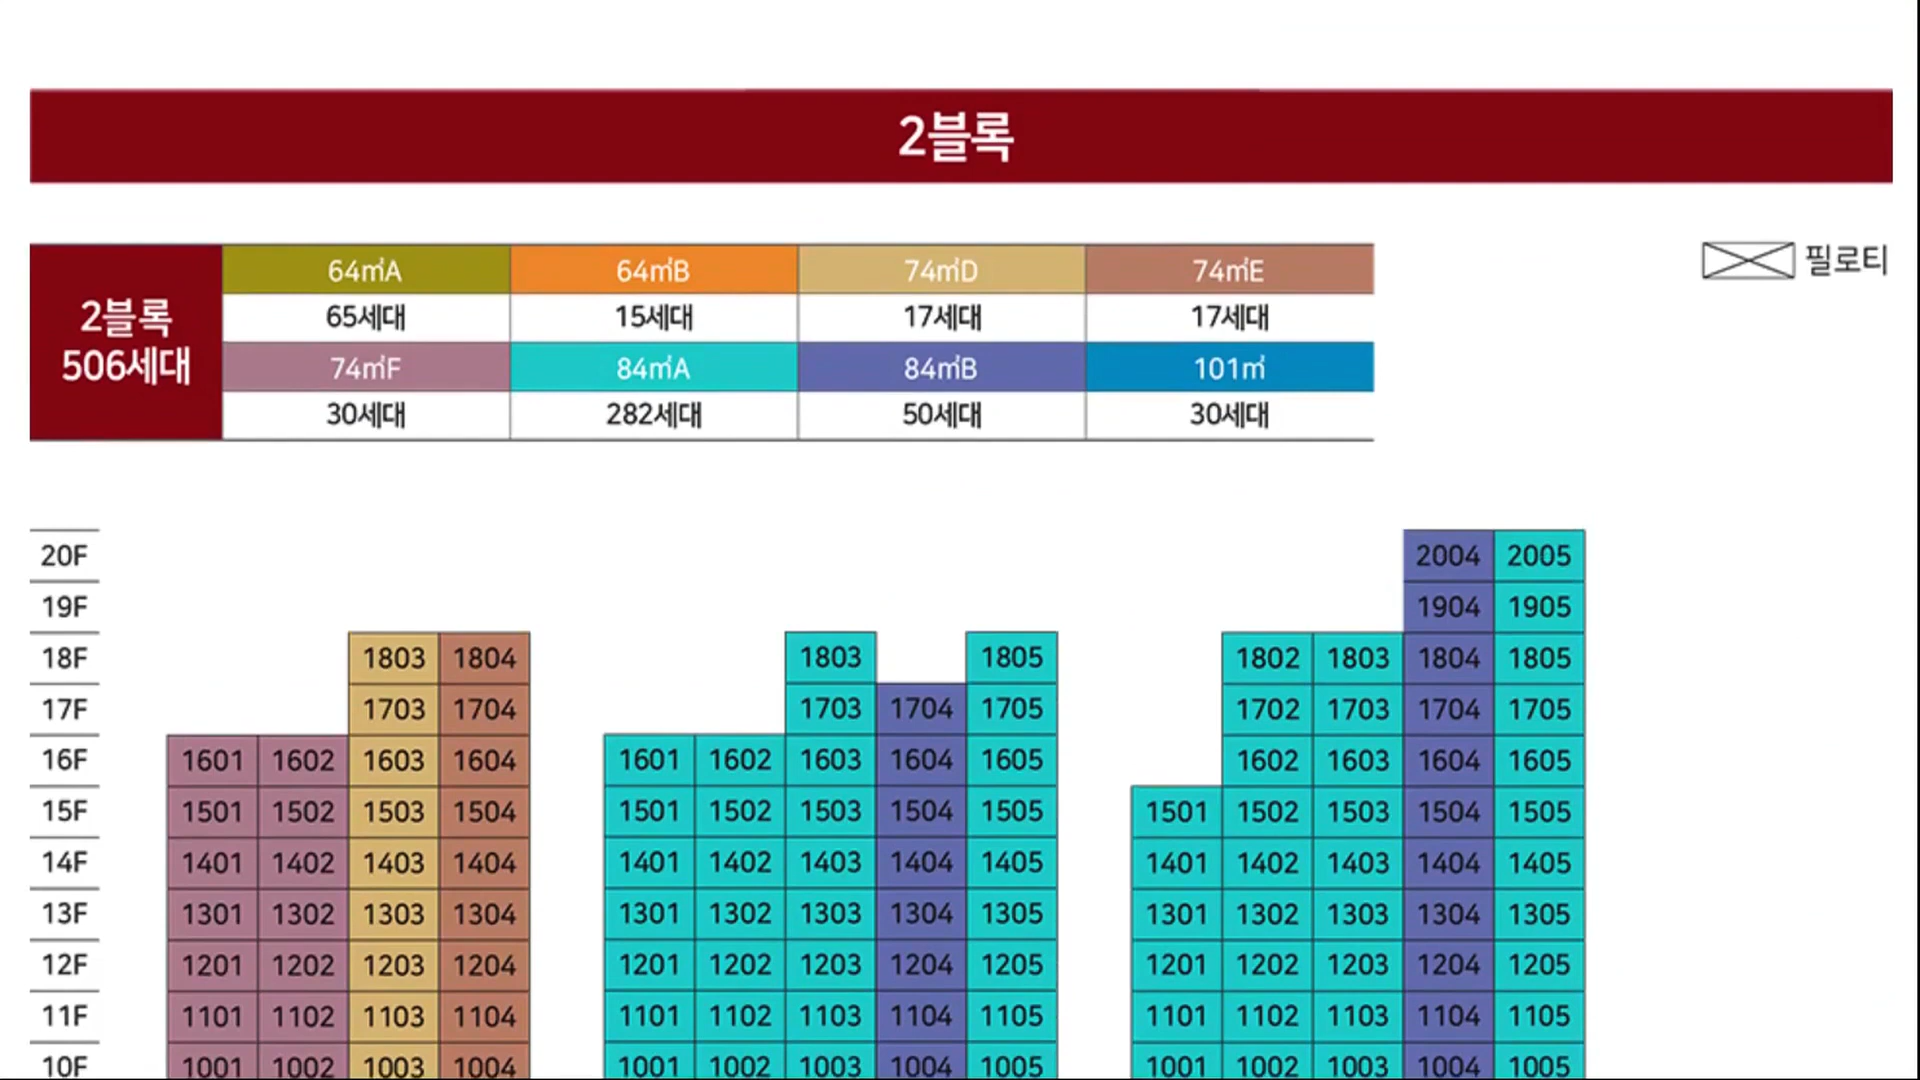 2블록
필로티
2블록
506세대
64㎡A 64㎡B 74㎡D 74㎡E
65세대 15세대 17세대 17세대
74㎡F 84㎡A 84㎡B 101㎡
30세대 282세대 50세대 30세대
20F 2004 2005
19F 1904 1905
18F 1803 1804 1803 1805 1802 1803 1804 1805
17F 1703 1704 1703 1704 1705 1702 1703 1704 1705
16F 1601 1602 1603 1604 1601 1602 1603 1604 1605 1602 1603 1604 1605
15F 1501 1502 1503 1504 1501 1502 1503 1504 1505 1501 1502 1503 1504 1505
14F 1401 1402 1403 1404 1401 1402 1403 1404 1405 1401 1402 1403 1404 1405
13F 1301 1302 1303 1304 1301 1302 1303 1304 1305 1301 1302 1303 1304 1305
12F 1201 1202 1203 1204 1201 1202 1203 1204 1205 1201 1202 1203 1204 1205
11F 1101 1102 1103 1104 1101 1102 1103 1104 1105 1101 1102 1103 1104 1105
10F 1001 1002 1003 1004 1001 1002 1003 1004 1005 1001 1002 1003 1004 1005